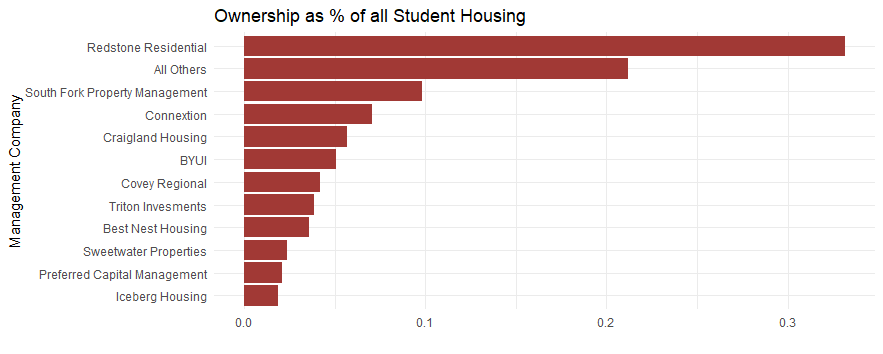 Ownership as % of all Student Housing
Management Company
Redstone Residential
All Others
South Fork Property Management
Connextion
Craigland Housing
BYUI
Covey Regional
Triton Invesments
Best Nest Housing
Sweetwater Properties
Preferred Capital Management
Iceberg Housing
0.0 0.1 0.2 0.3